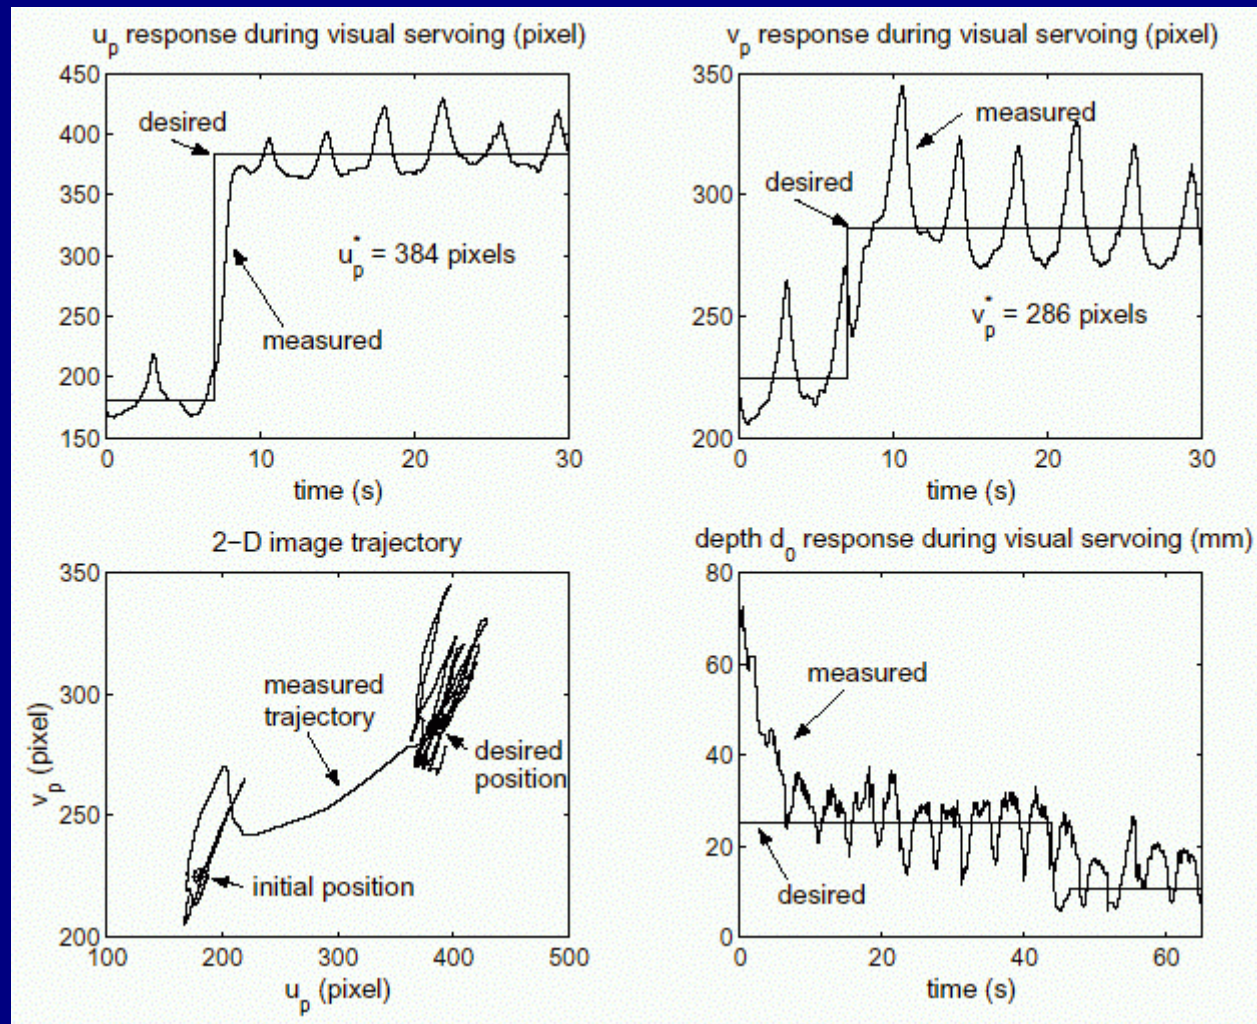 u_p response during visual servoing (pixel)
450
400
350
300
250
200
150
desired
u_p^* = 384 pixels
measured
0 10 20 30
time (s)
v_p response during visual servoing (pixel)
350
300
250
200
measured
desired
v_p^* = 286 pixels
0 10 20 30
time (s)
2−D image trajectory
350
300
250
200
v_p (pixel)
measured
trajectory
desired
position
initial position
100 200 300 400 500
u_p (pixel)
depth d_0 response during visual servoing (mm)
80
60
40
20
0
measured
desired
0 20 40 60
time (s)